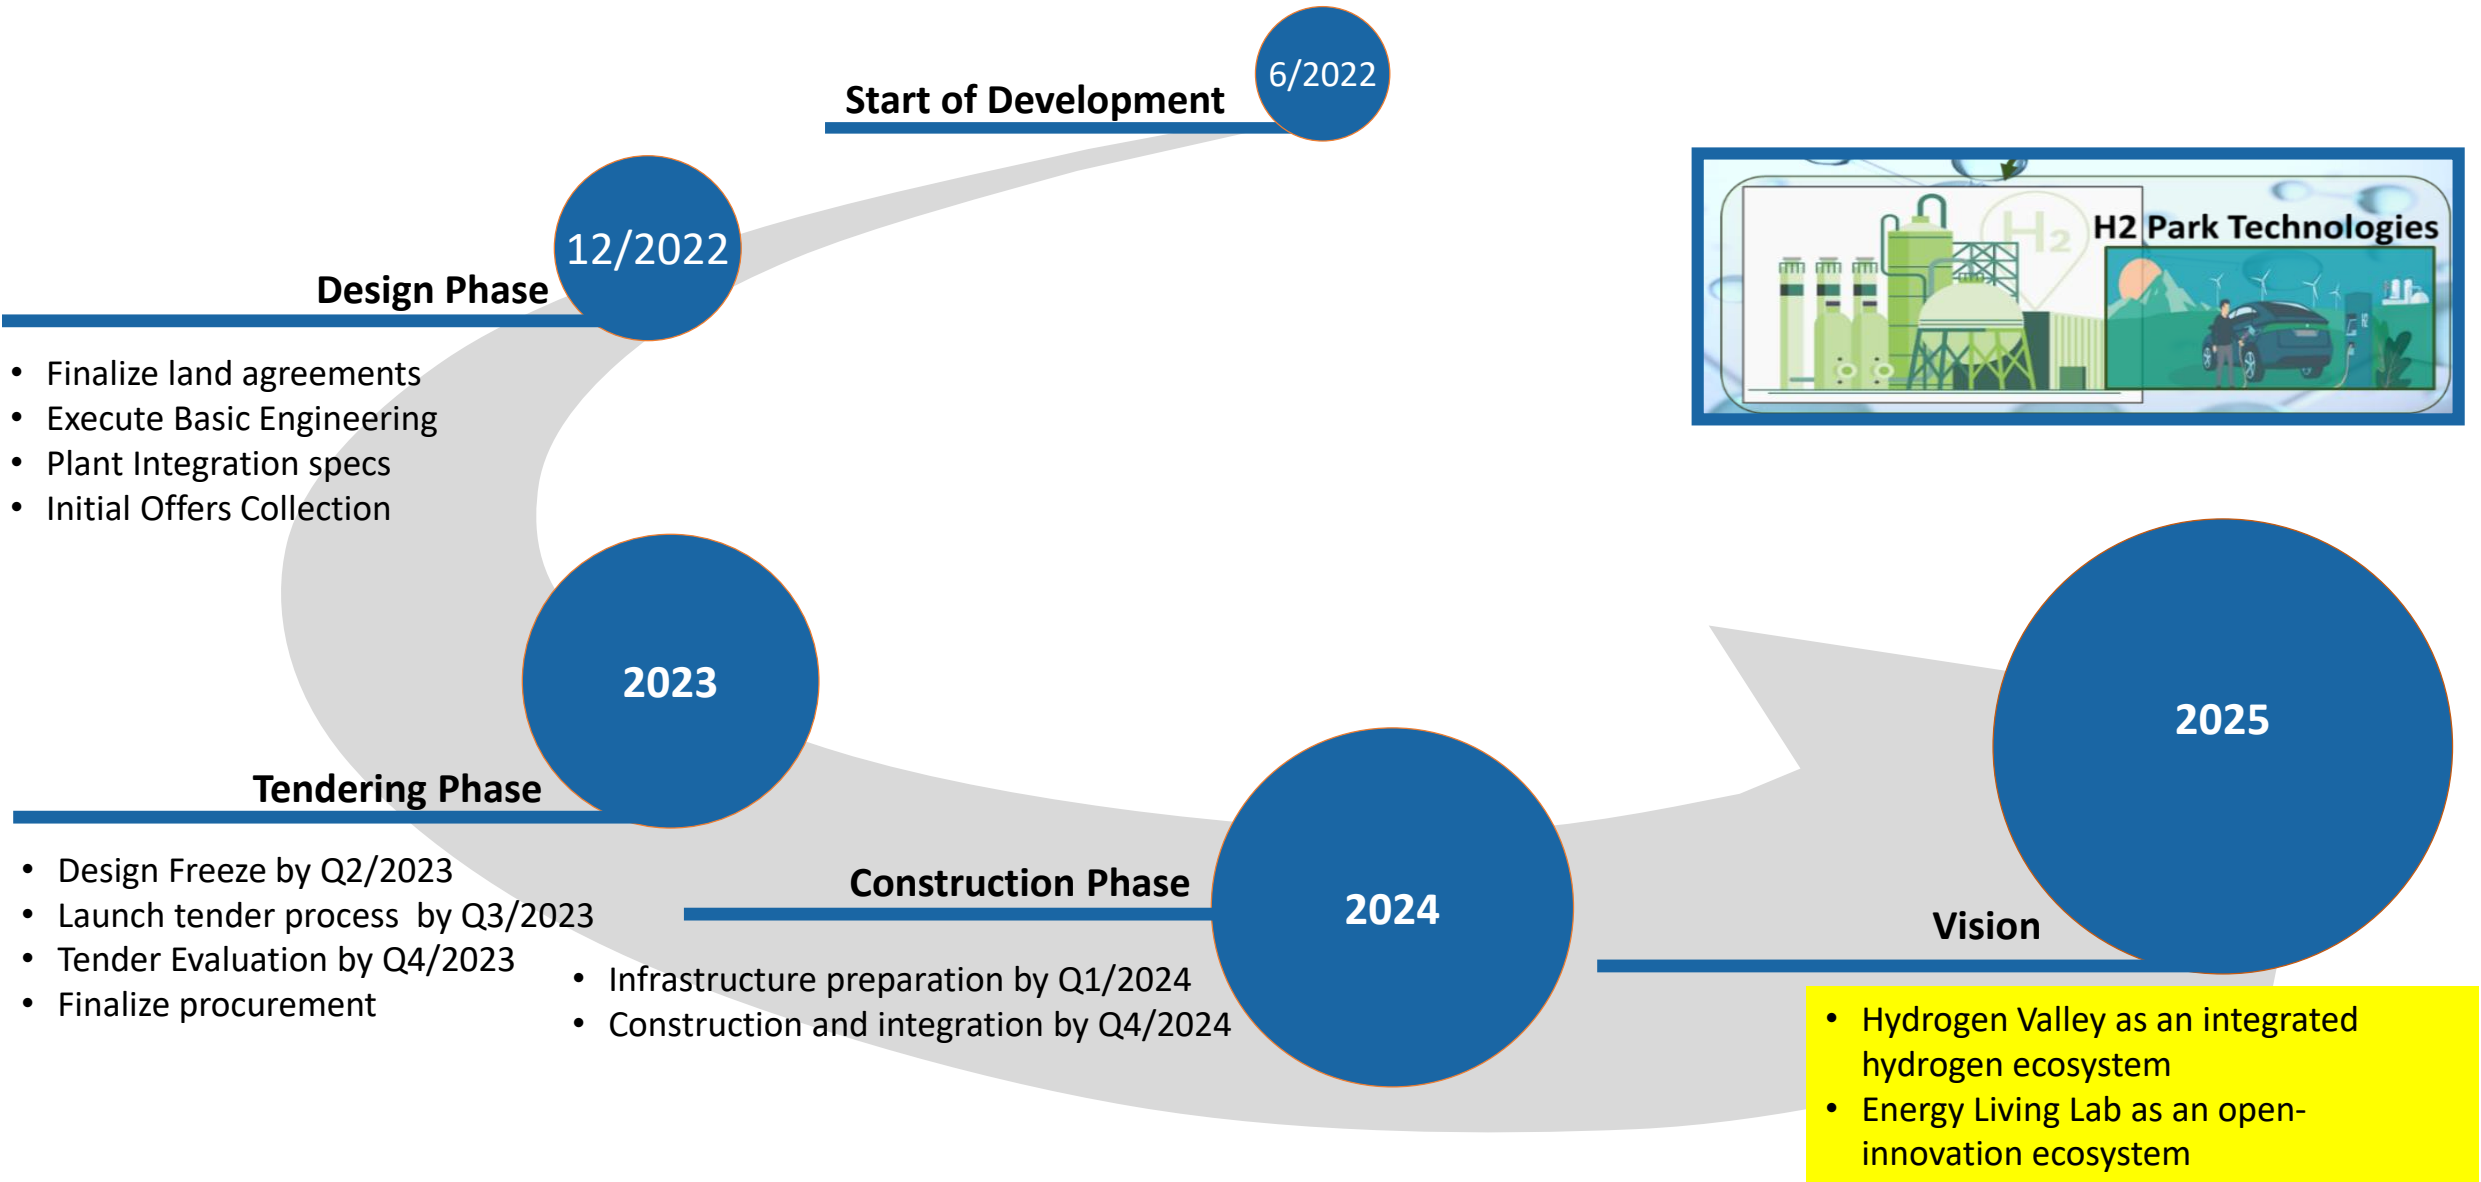 6/2022
Start of Development
12/2022
Design Phase
• Finalize land agreements
• Execute Basic Engineering
• Plant Integration specs
• Initial Offers Collection
H2
H2 Park Technologies
2023
Tendering Phase
• Design Freeze by Q2/2023
• Launch tender process by Q3/2023
• Tender Evaluation by Q4/2023
• Finalize procurement
2024
Construction Phase
• Infrastructure preparation by Q1/2024
• Construction and integration by Q4/2024
2025
Vision
• Hydrogen Valley as an integrated
hydrogen ecosystem
• Energy Living Lab as an open-
innovation ecosystem